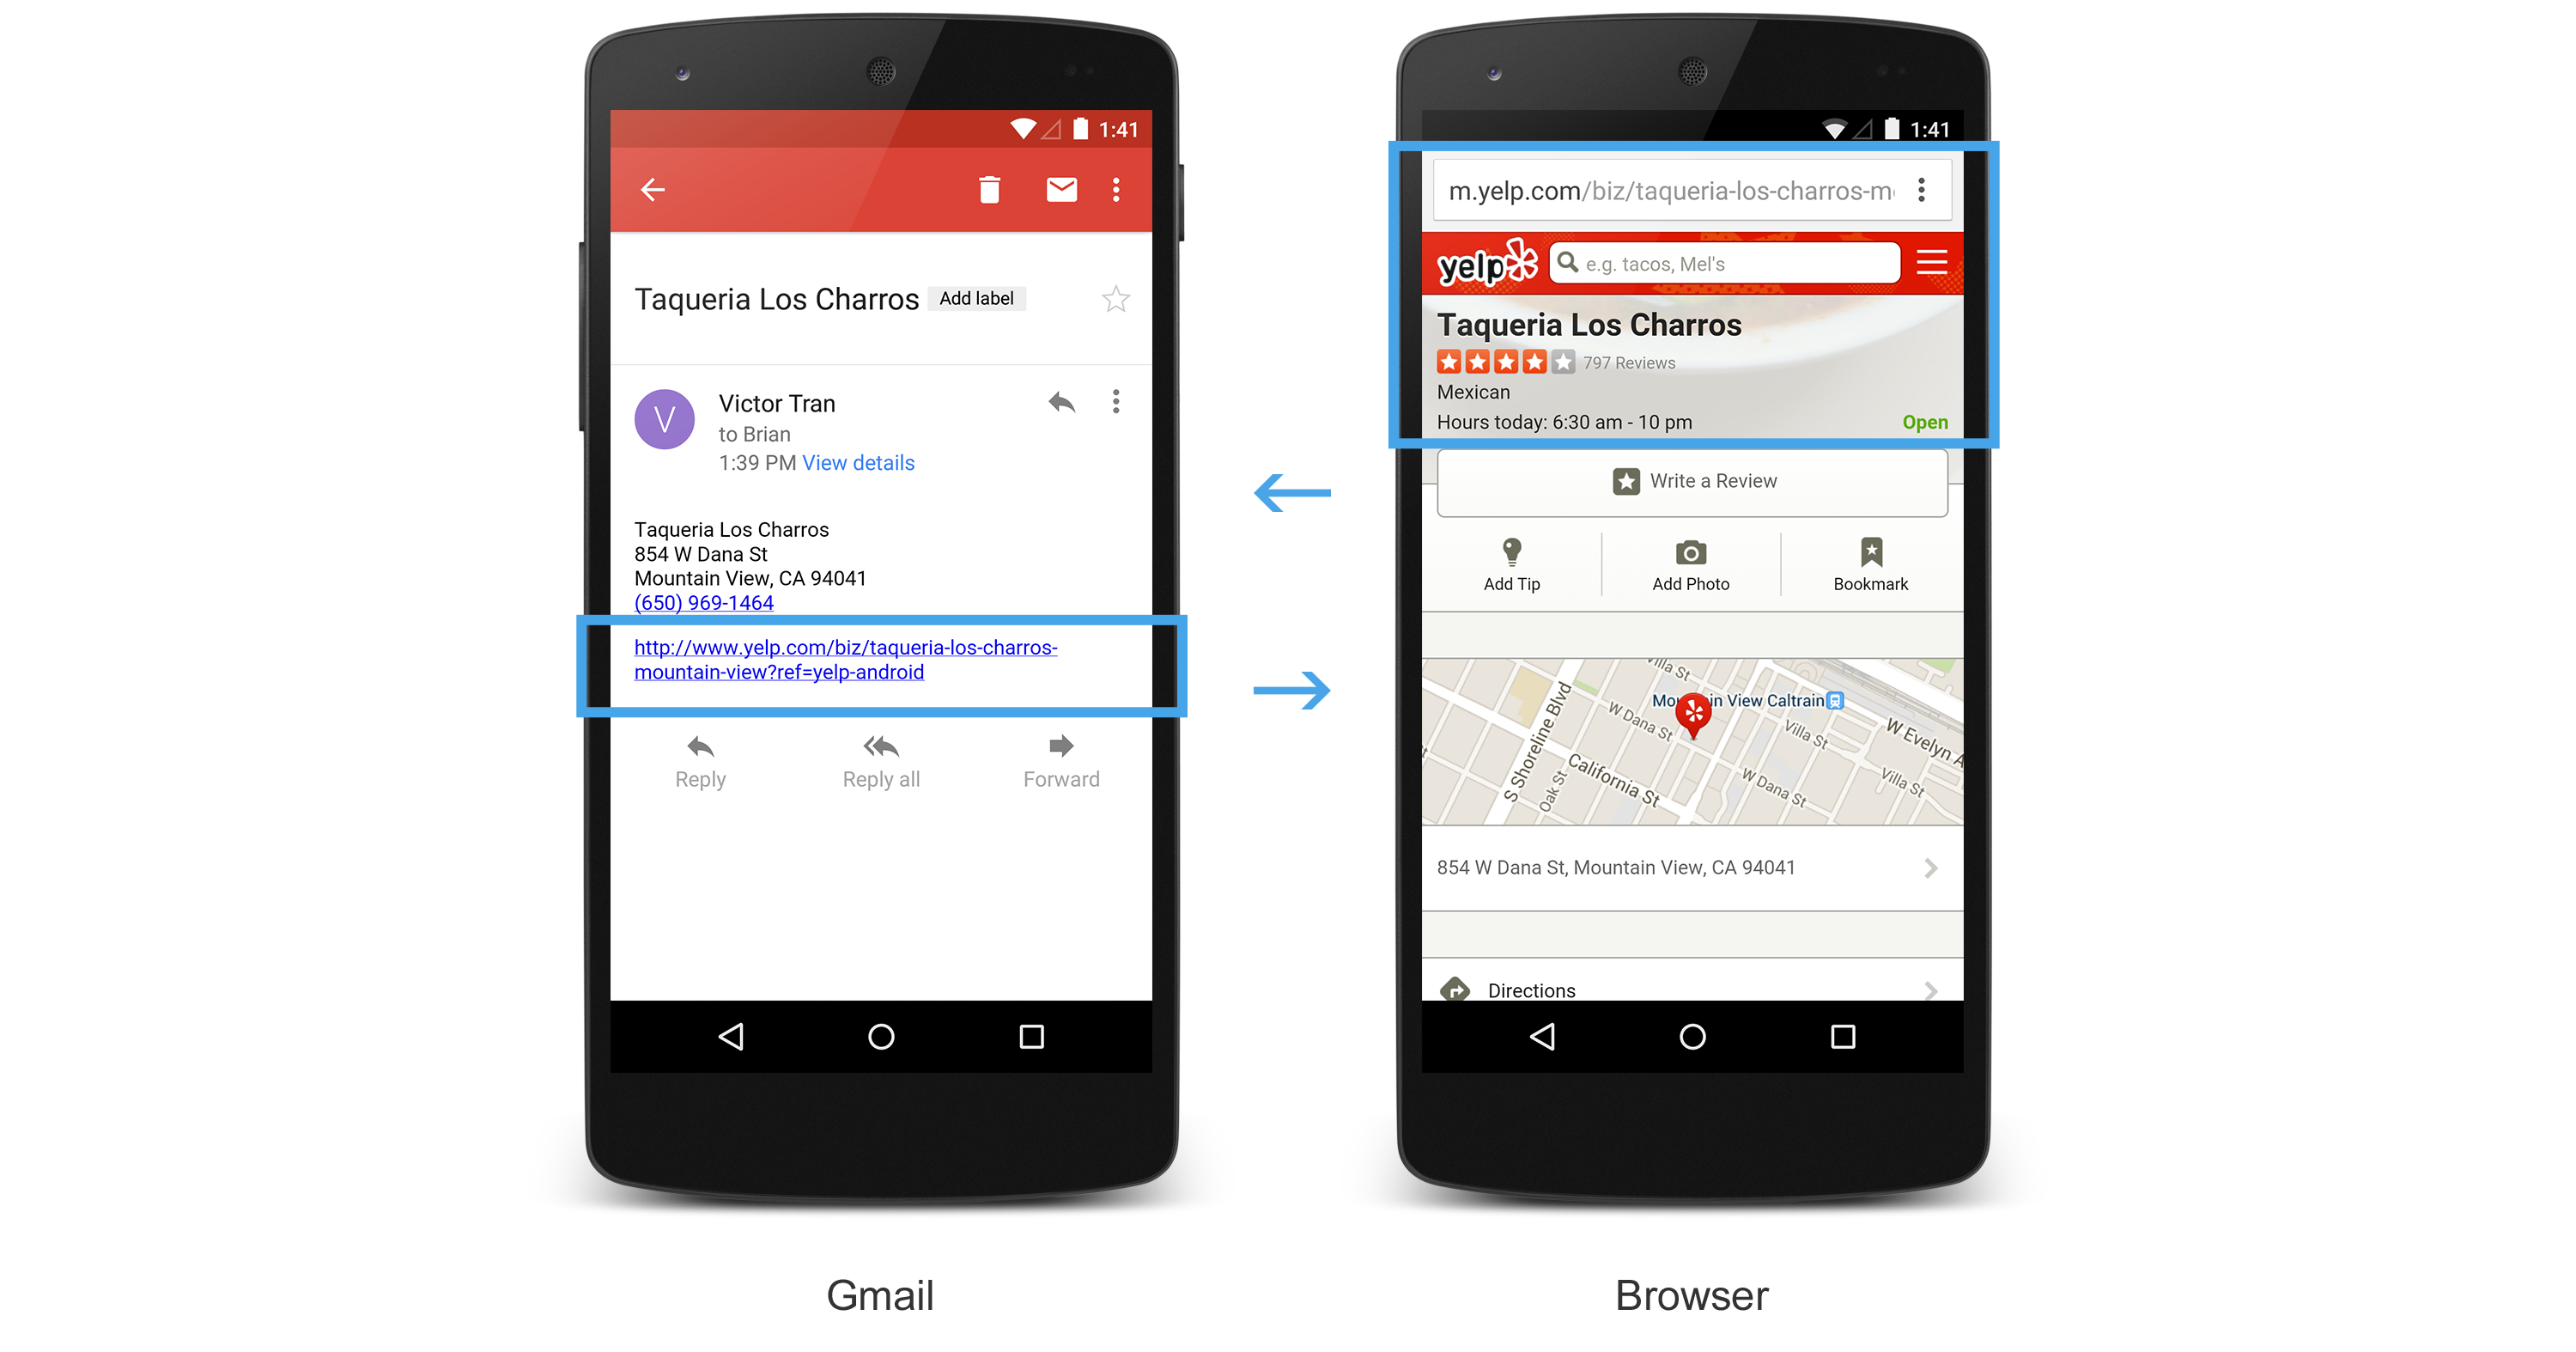 1:41
Taqueria Los Charros Add label
V
Victor Tran
to Brian
1:39 PM View details
Taqueria Los Charros
854 W Dana St
Mountain View, CA 94041
(650) 969-1464
http://www.yelp.com/biz/taqueria-los-charros-
mountain-view?ref=yelp-android
Reply Reply all Forward
Gmail
1:41
m.yelp.com/biz/taqueria-los-charros-m
yelp e.g. tacos, Mel's
Taqueria Los Charros
797 Reviews
Mexican
Hours today: 6:30 am - 10 pm Open
Write a Review
Add Tip Add Photo Bookmark
Villa St
Mountain View Caltrain
W Dana St
S Shoreline Blvd
Villa St
W Evelyn A
California St
Oak St
W Dana St
Villa St
854 W Dana St, Mountain View, CA 94041
Directions
Browser